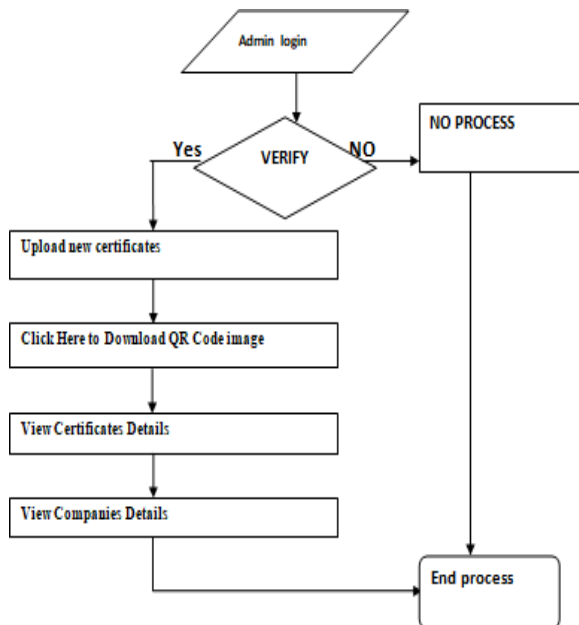 Admin login
NO PROCESS
Yes
VERIFY
NO
Upload new certificates
Click Here to Download QR Code image
View Certificates Details
View Companies Details
End process